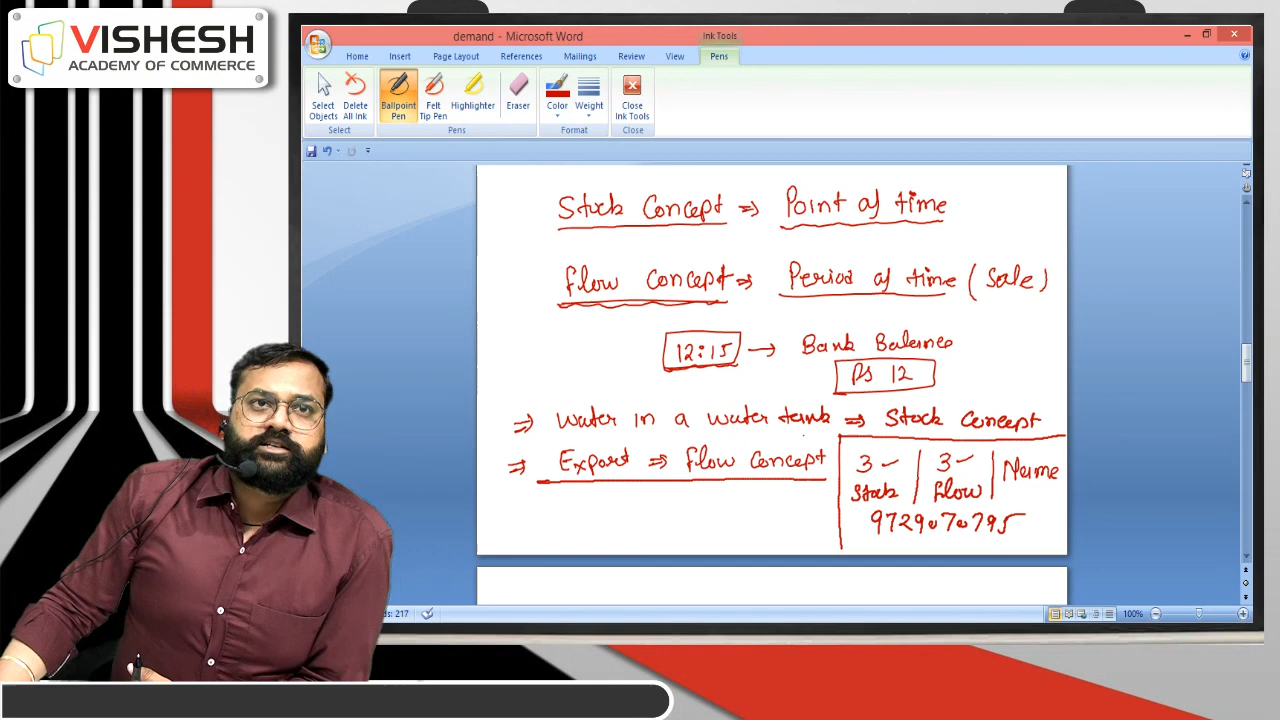 VISHESH
ACADEMY OF COMMERCE
demand - Microsoft Word
Ink Tools
Home Insert Page Layout References Mailings Review View Pens
Select Objects
Delete All Ink
Ballpoint Pen
Felt Tip Pen
Highlighter
Eraser
Color
Weight
Close Ink Tools
Select Pens Format Close
Stock Concept ⇒ Point of time
Flow Concept ⇒ Period of time (Sale)
12:15 → Bank Balance
Rs 12
⇒ Water in a water tank ⇒ Stock Concept
⇒ Export ⇒ Flow Concept
3 - Stock | 3 - Flow | Name
9729070795
ds: 217
100%